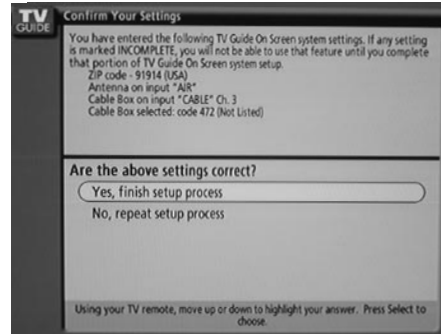 TV
GUIDE
Confirm Your Settings
You have entered the following TV Guide On Screen system settings. If any setting
is marked INCOMPLETE, you will not be able to use that feature until you complete
that portion of TV Guide On Screen system setup.
ZIP code - 91914 (USA)
Antenna on input "AIR"
Cable Box on input "CABLE" Ch. 3
Cable Box selected: code 472 (Not Listed)
Are the above settings correct?
Yes, finish setup process
No, repeat setup process
Using your TV remote, move up or down to highlight your answer. Press Select to
choose.